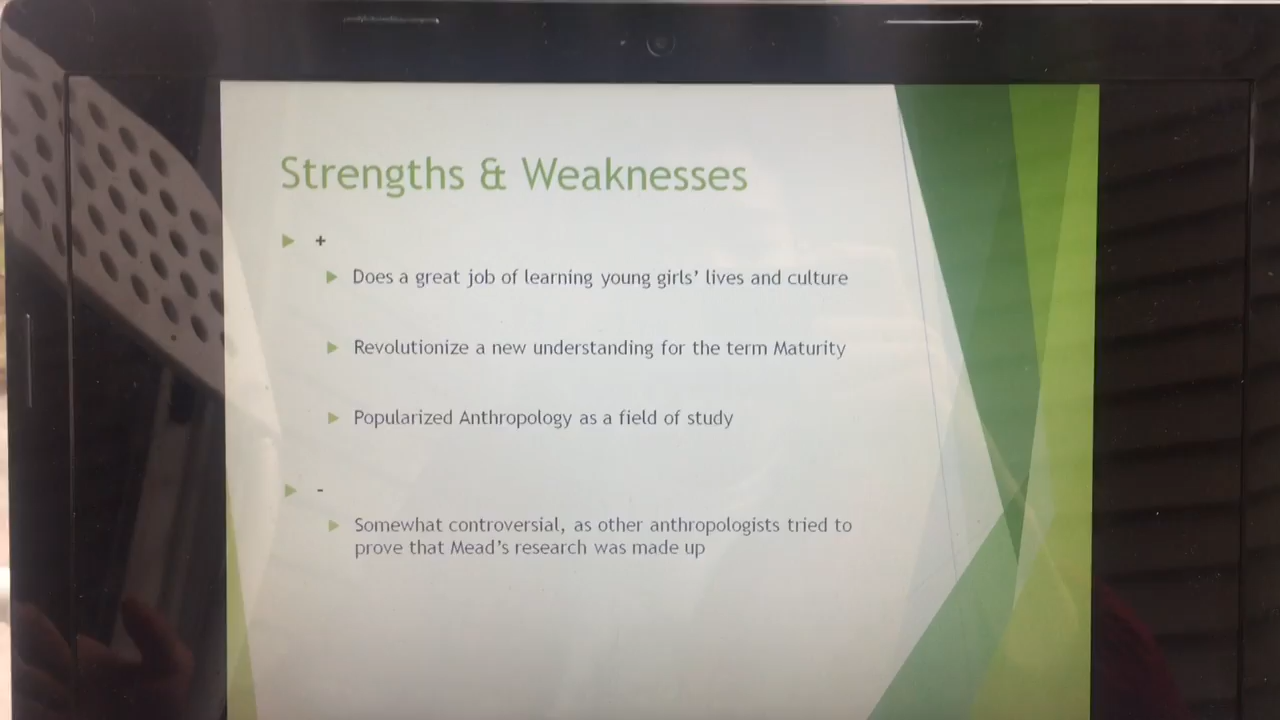 Strengths & Weaknesses
+
Does a great job of learning young girls’ lives and culture
Revolutionize a new understanding for the term Maturity
Popularized Anthropology as a field of study
-
Somewhat controversial, as other anthropologists tried to
prove that Mead’s research was made up